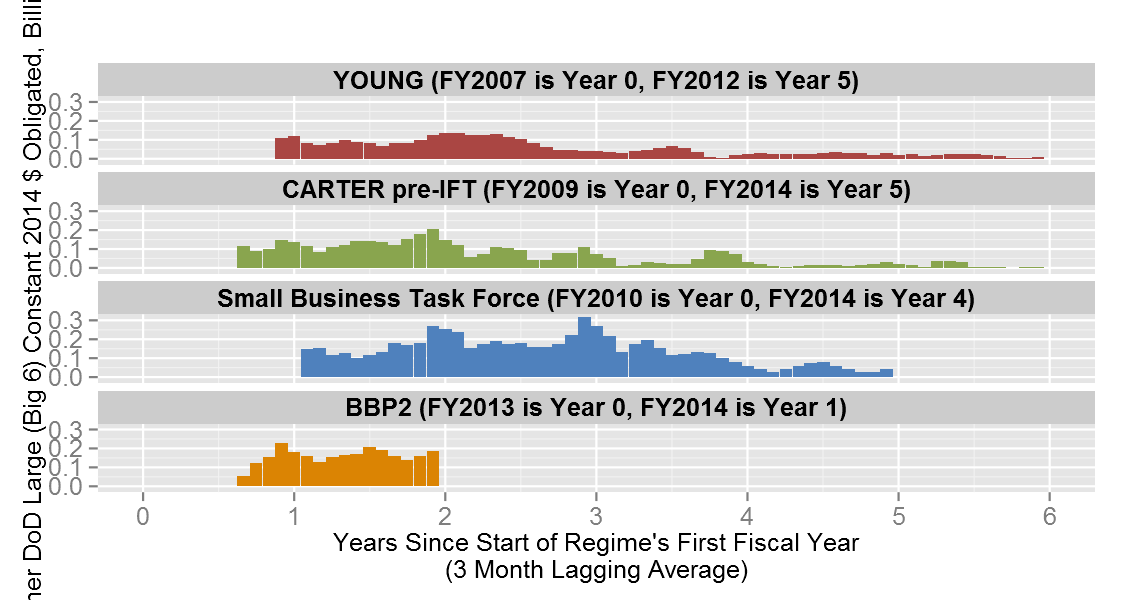 DoD Large (Big 6) Constant 2014 $ Obligated,
YOUNG (FY2007 is Year 0, FY2012 is Year 5)
0.3
0.2
0.1
0.0
CARTER pre-IFT (FY2009 is Year 0, FY2014 is Year 5)
0.3
0.2
0.1
0.0
Small Business Task Force (FY2010 is Year 0, FY2014 is Year 4)
0.3
0.2
0.1
0.0
BBP2 (FY2013 is Year 0, FY2014 is Year 1)
0.3
0.2
0.1
0.0
0 1 2 3 4 5 6
Years Since Start of Regime's First Fiscal Year
(3 Month Lagging Average)